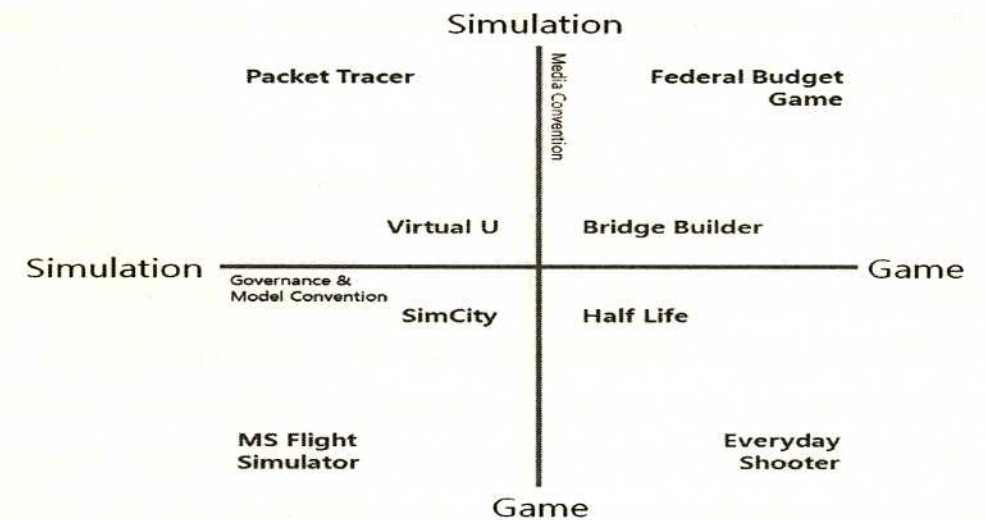 Simulation
Media Convention
Packet Tracer
Federal Budget
Game
Virtual U
Bridge Builder
Simulation
Game
Governance &
Model Convention
SimCity
Half Life
MS Flight
Simulator
Everyday
Shooter
Game